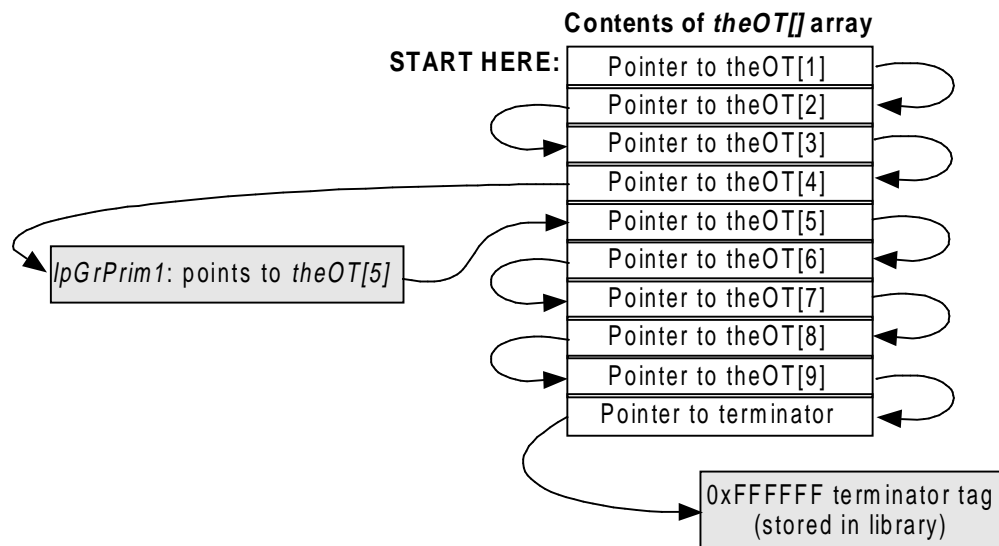 Contents of theOT[] array
START HERE:
Pointer to theOT[1]
Pointer to theOT[2]
Pointer to theOT[3]
Pointer to theOT[4]
Pointer to theOT[5]
lpGrPrim1: points to theOT[5]
Pointer to theOT[6]
Pointer to theOT[7]
Pointer to theOT[8]
Pointer to theOT[9]
Pointer to terminator
0xFFFFFF terminator tag
(stored in library)